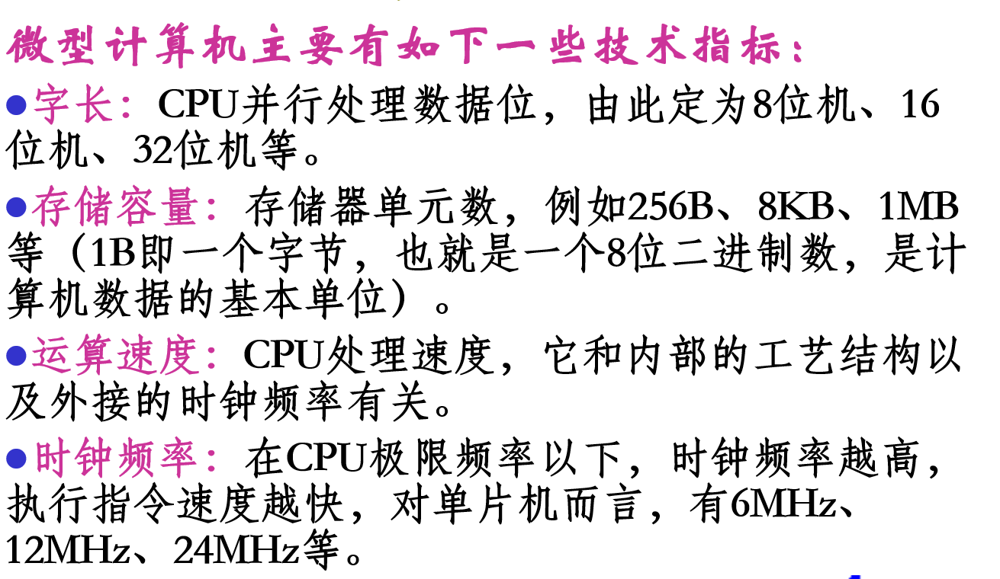 微型计算机主要有如下一些技术指标：
●字长：CPU并行处理数据位，由此定为8位机、16
位机、32位机等。
●存储容量：存储器单元数，例如256B、8KB、1MB
等（1B即一个字节，也就是一个8位二进制数，是计
算机数据的基本单位）。
●运算速度：CPU处理速度，它和内部的工艺结构以
及外接的时钟频率有关。
●时钟频率：在CPU极限频率以下，时钟频率越高，
执行指令速度越快，对单片机而言，有6MHz、
12MHz、24MHz等。